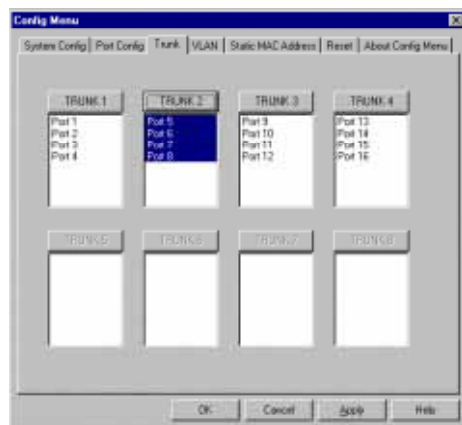 Config Menu
System Config Port Config Trunk VLAN Static MAC Address Reset About Config Menu
TRUNK 1 TRUNK 2 TRUNK 3 TRUNK 4
Port 1 Port 5 Port 9 Port 13
Port 2 Port 6 Port 10 Port 14
Port 3 Port 7 Port 11 Port 15
Port 4 Port 8 Port 12 Port 16
TRUNK 5 TRUNK 6 TRUNK 7 TRUNK 8
OK Cancel Apply Help